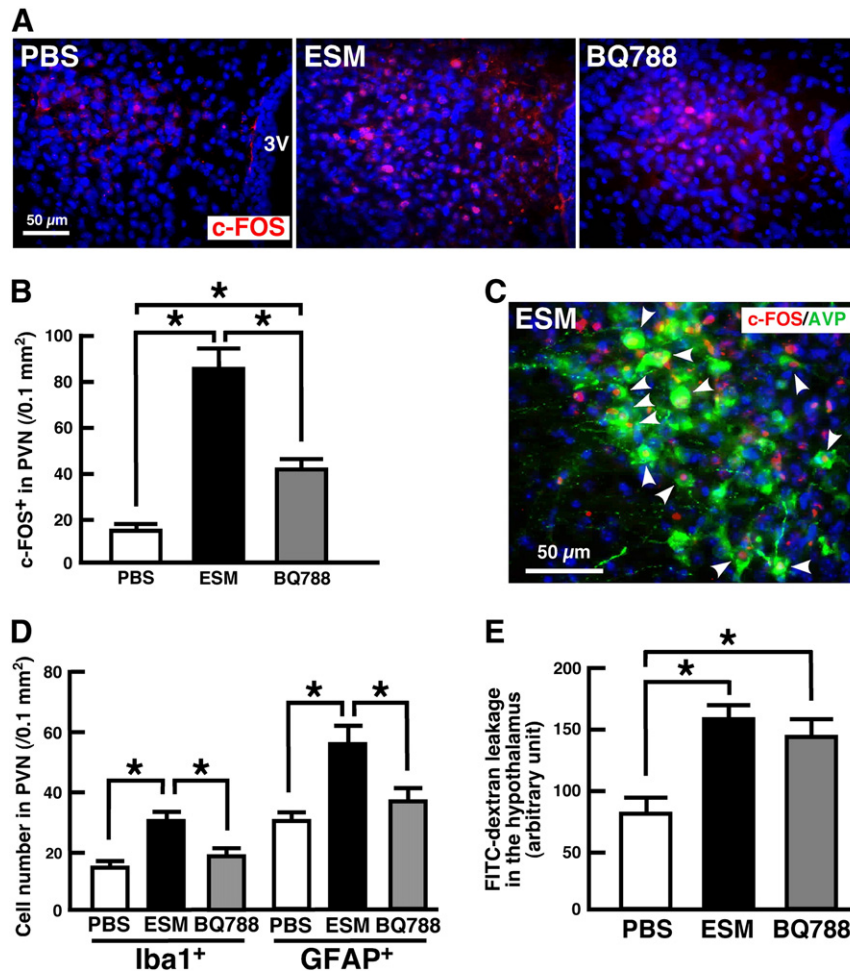 A
PBS
ESM
BQ788
3V
50 µm
c-FOS
B
c-FOS⁺ in PVN (//0.1 mm²)
100
80
60
40
20
0
* * *
PBS ESM BQ788
C
ESM
c-FOS/AVP
50 µm
D
Cell number in PVN (//0.1 mm²)
80
60
40
20
0
* * * *
PBS ESM BQ788 PBS ESM BQ788
Iba1⁺ GFAP⁺
E
FITC-dextran leakage
in the hypothalamus
(arbitrary unit)
200
150
100
50
0
* *
PBS ESM BQ788